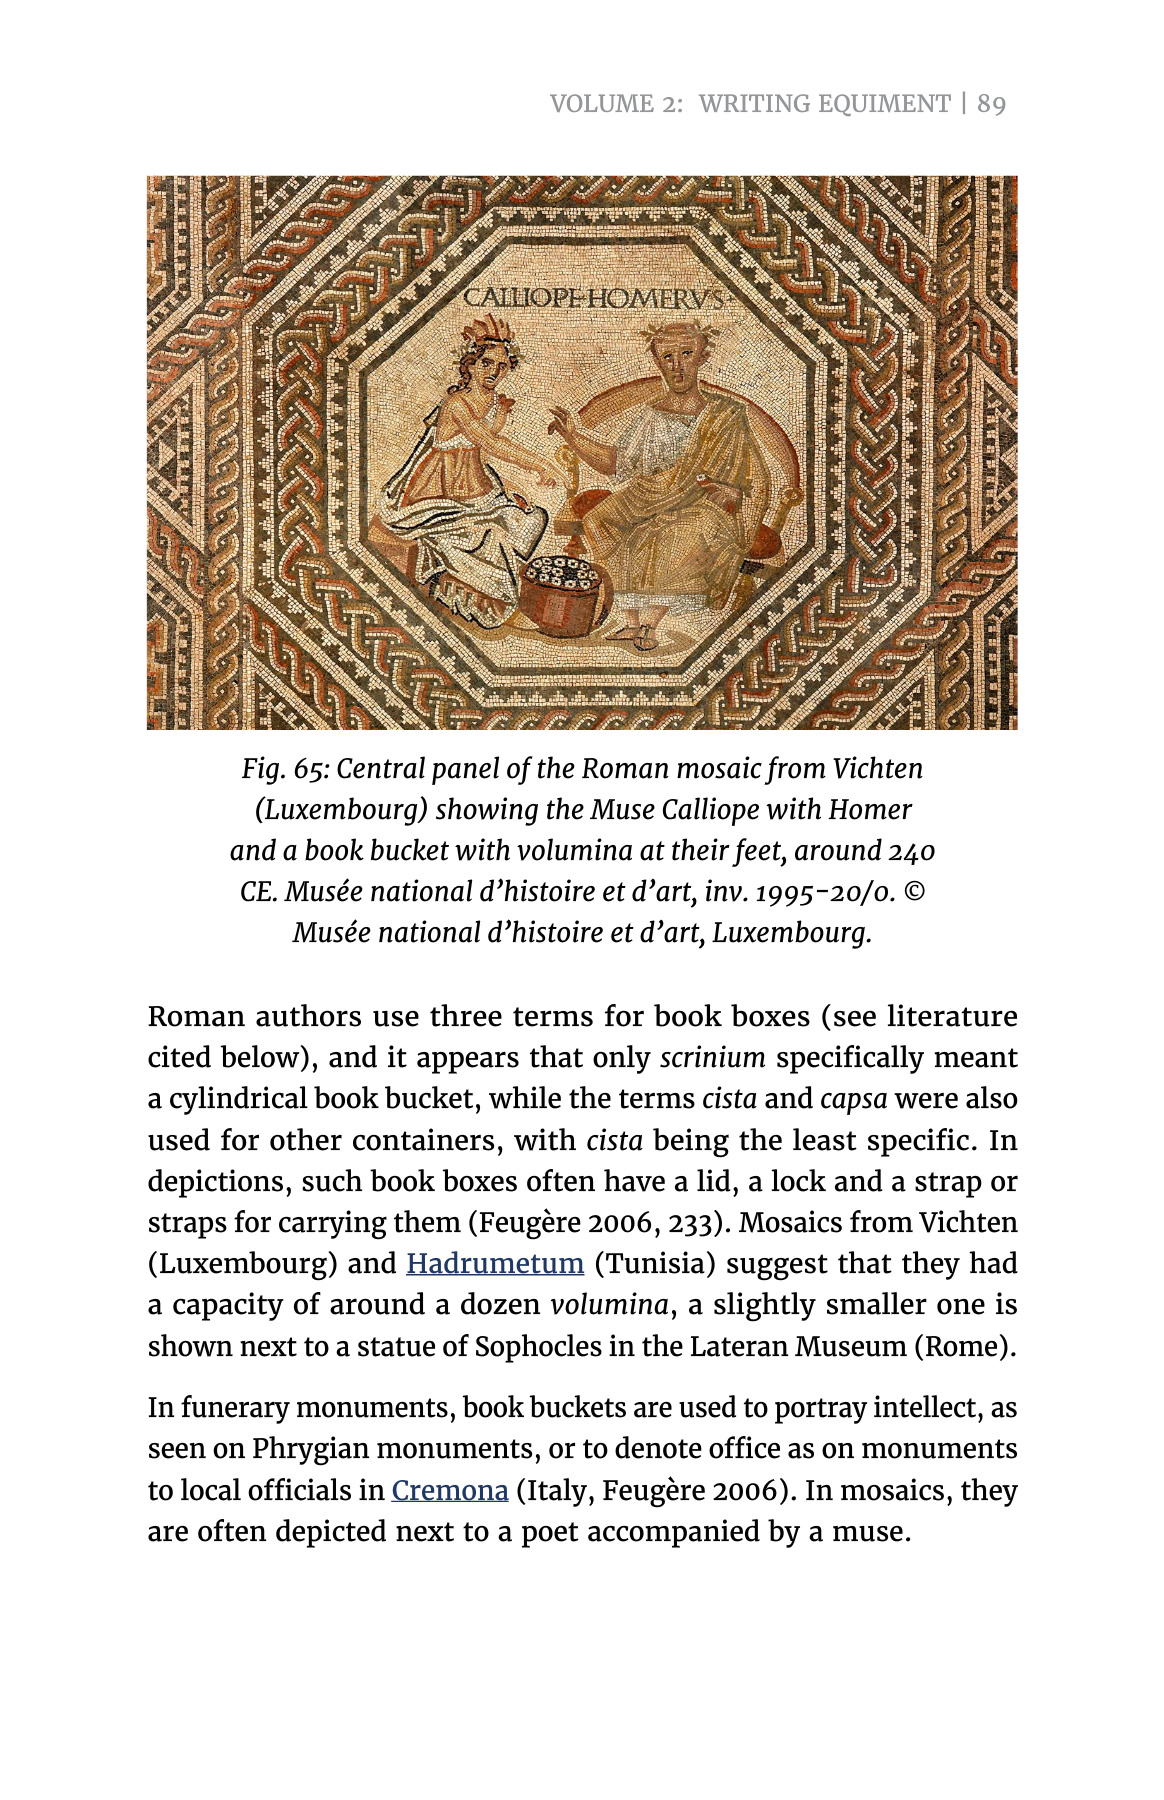 VOLUME 2: WRITING EQUIMENT | 89
CALLIOPE HOMERVS
Fig. 65: Central panel of the Roman mosaic from Vichten
(Luxembourg) showing the Muse Calliope with Homer
and a book bucket with volumina at their feet, around 240
CE. Musée national d’histoire et d’art, inv. 1995-20/0. ©
Musée national d’histoire et d’art, Luxembourg.
Roman authors use three terms for book boxes (see literature
cited below), and it appears that only scrinium specifically meant
a cylindrical book bucket, while the terms cista and capsa were also
used for other containers, with cista being the least specific. In
depictions, such book boxes often have a lid, a lock and a strap or
straps for carrying them (Feugère 2006, 233). Mosaics from Vichten
(Luxembourg) and Hadrumetum (Tunisia) suggest that they had
a capacity of around a dozen volumina, a slightly smaller one is
shown next to a statue of Sophocles in the Lateran Museum (Rome).
In funerary monuments, book buckets are used to portray intellect, as
seen on Phrygian monuments, or to denote office as on monuments
to local officials in Cremona (Italy, Feugère 2006). In mosaics, they
are often depicted next to a poet accompanied by a muse.